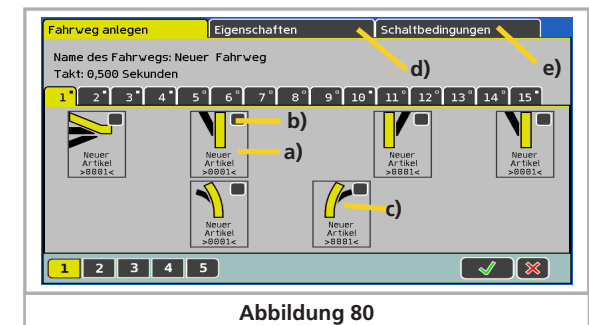 Fahrweg anlegen Eigenschaften Schaltbedingungen
Name des Fahrwegs: Neuer Fahrweg
Takt: 0,500 Sekunden
d) e)
1 2 3 4 5 6 7 8 9 10 11 12 13 14 15
b)
a)
Neuer Artikel >0001<
Neuer Artikel >0001<
Neuer Artikel >0001<
Neuer Artikel >0001<
c)
Neuer Artikel >0001<
Neuer Artikel >0001<
1 2 3 4 5
Abbildung 80